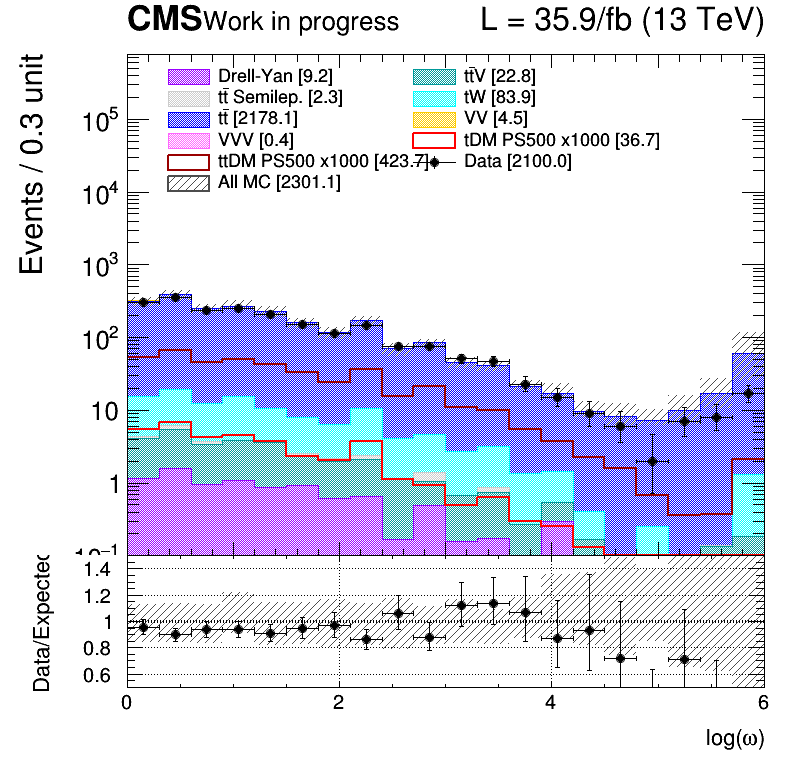 CMS Work in progress L = 35.9/fb (13 TeV)
Drell-Yan [9.2] tt̄V [22.8]
tt̄ Semilep. [2.3] tW [83.9]
tt̄ [2178.1] VV [4.5]
VVV [0.4] tDM PS500 x1000 [36.7]
ttDM PS500 x1000 [423.7] Data [2100.0]
All MC [2301.1]
Events / 0.3 unit
10⁵
10⁴
10³
10²
10
1
10⁻¹
Data/Expected
1.4
1.2
1
0.8
0.6
0 2 4 6
log(ω)